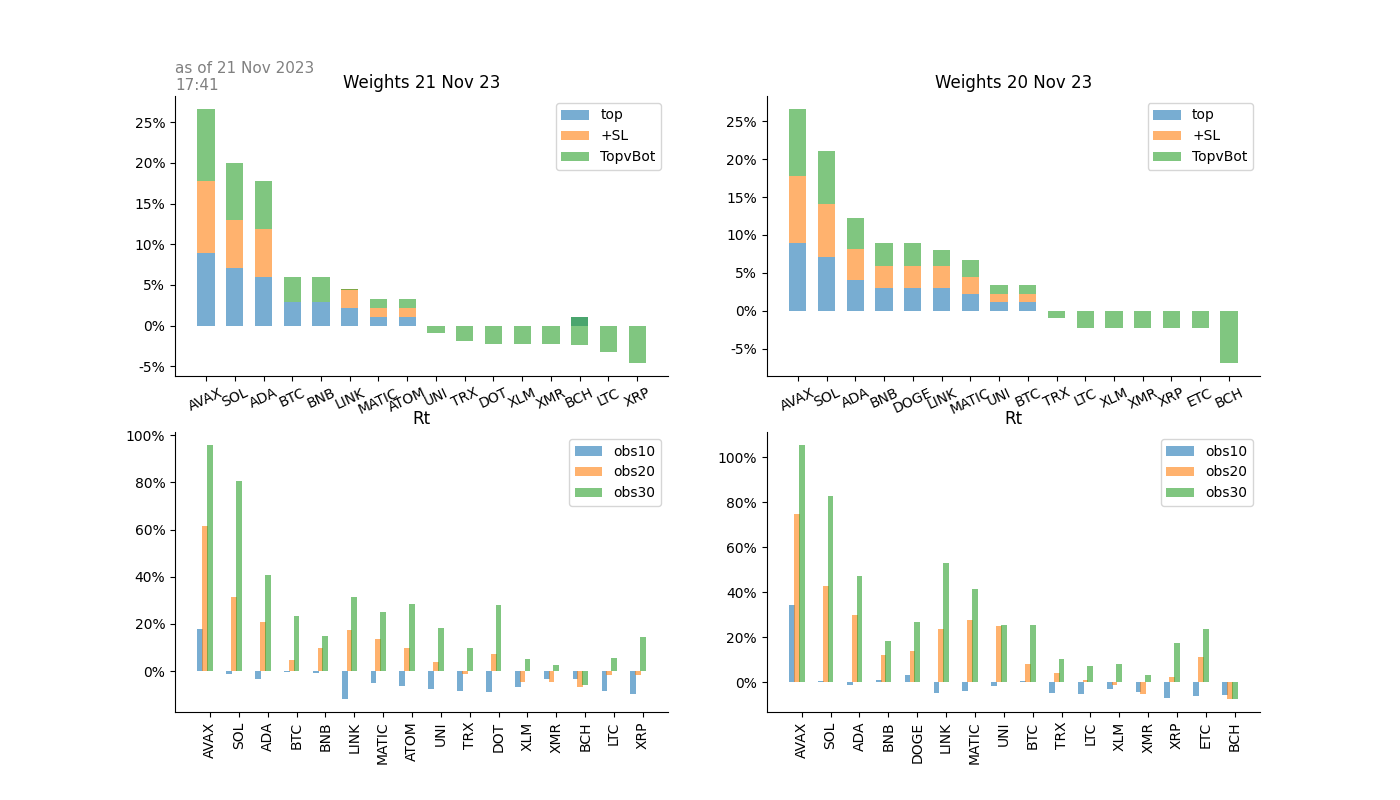 as of 21 Nov 2023
17:41
Weights 21 Nov 23
25%
20%
15%
10%
5%
0%
-5%
top
+SL
TopvBot
AVAX SOL ADA BTC BNB LINK MATIC ATOM UNI TRX DOT XLM XMR BCH LTC XRP
Weights 20 Nov 23
25%
20%
15%
10%
5%
0%
-5%
top
+SL
TopvBot
AVAX SOL ADA BNB DOGE LINK MATIC UNI BTC TRX LTC XLM XMR XRP ETC BCH
Rt
100%
80%
60%
40%
20%
0%
obs10
obs20
obs30
AVAX SOL ADA BTC BNB LINK MATIC ATOM UNI TRX DOT XLM XMR BCH LTC XRP
Rt
100%
80%
60%
40%
20%
0%
obs10
obs20
obs30
AVAX SOL ADA BNB DOGE LINK MATIC UNI BTC TRX LTC XLM XMR XRP ETC BCH